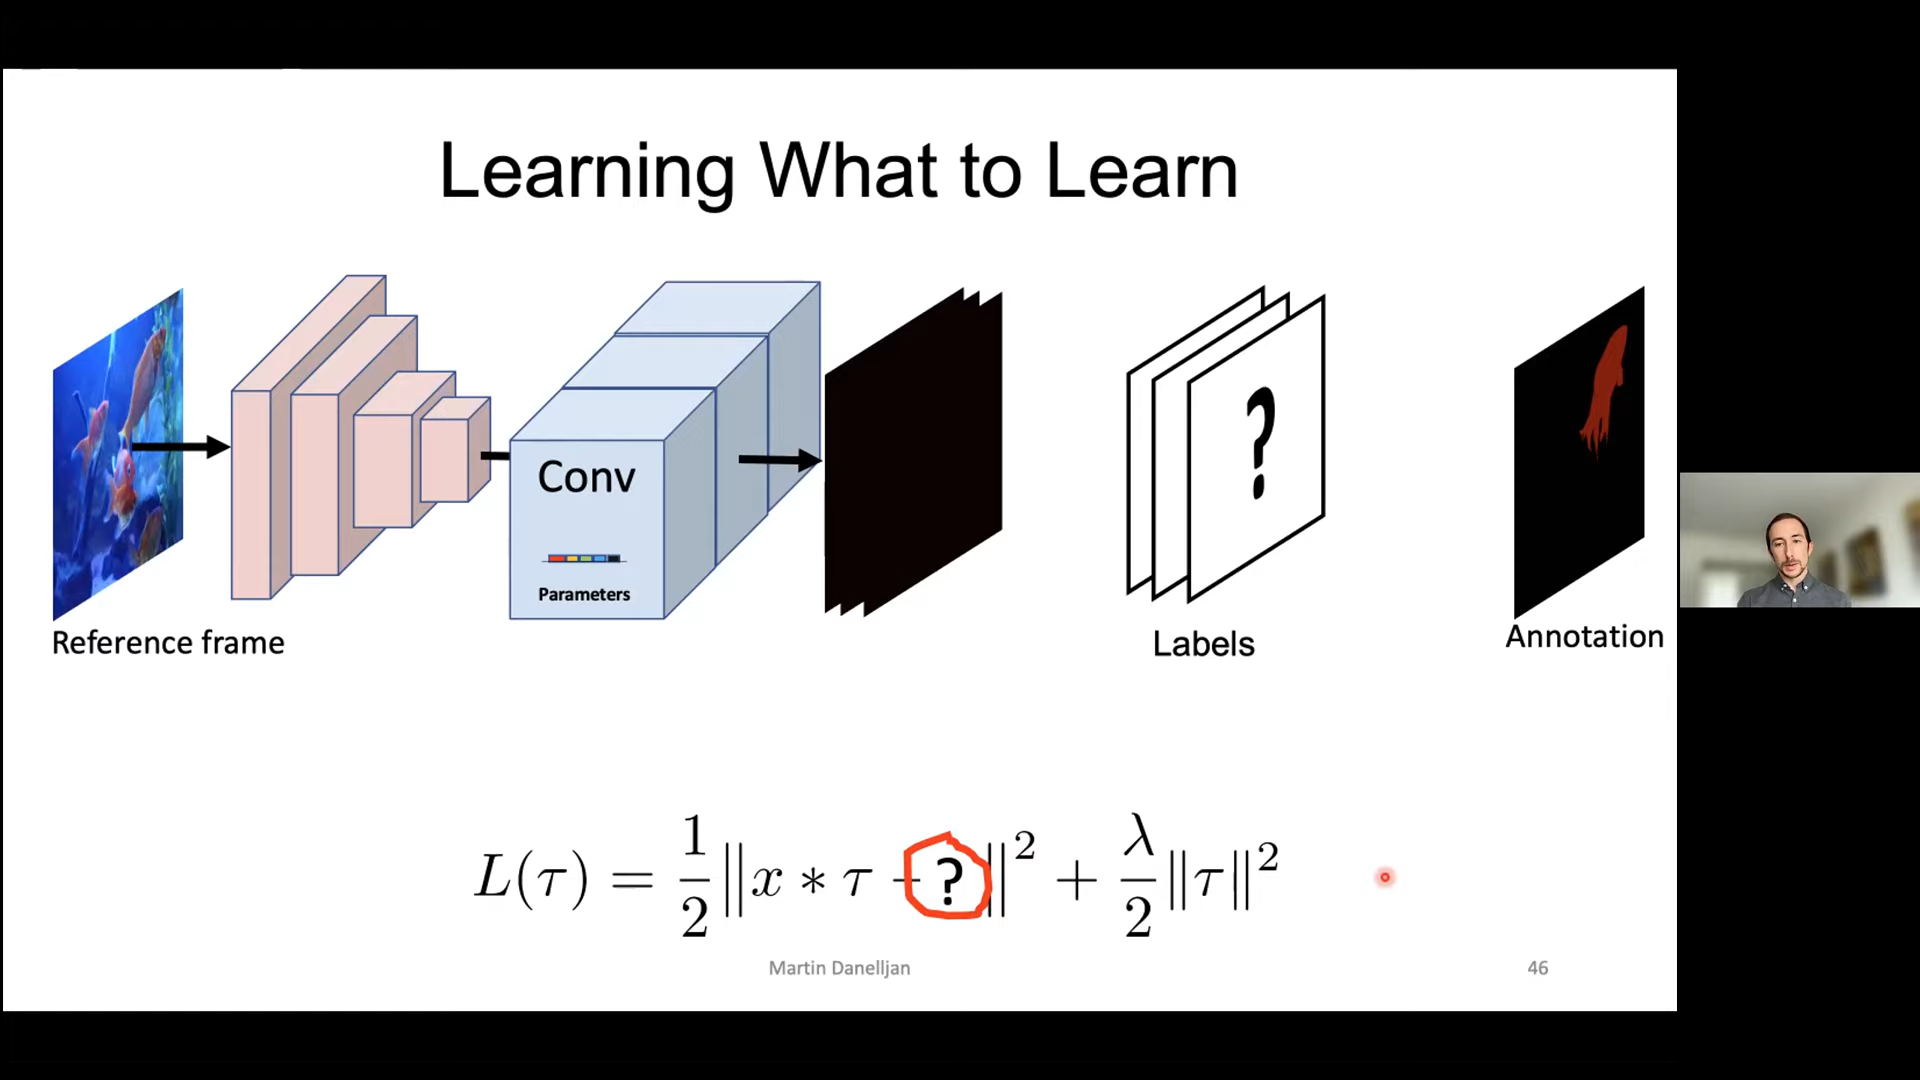 Learning What to Learn
Conv
Parameters
?
Reference frame
Labels
Annotation
L(τ) = 1/2 ||x * τ - ?||² + λ/2 ||τ||²
Martin Danelljan
46